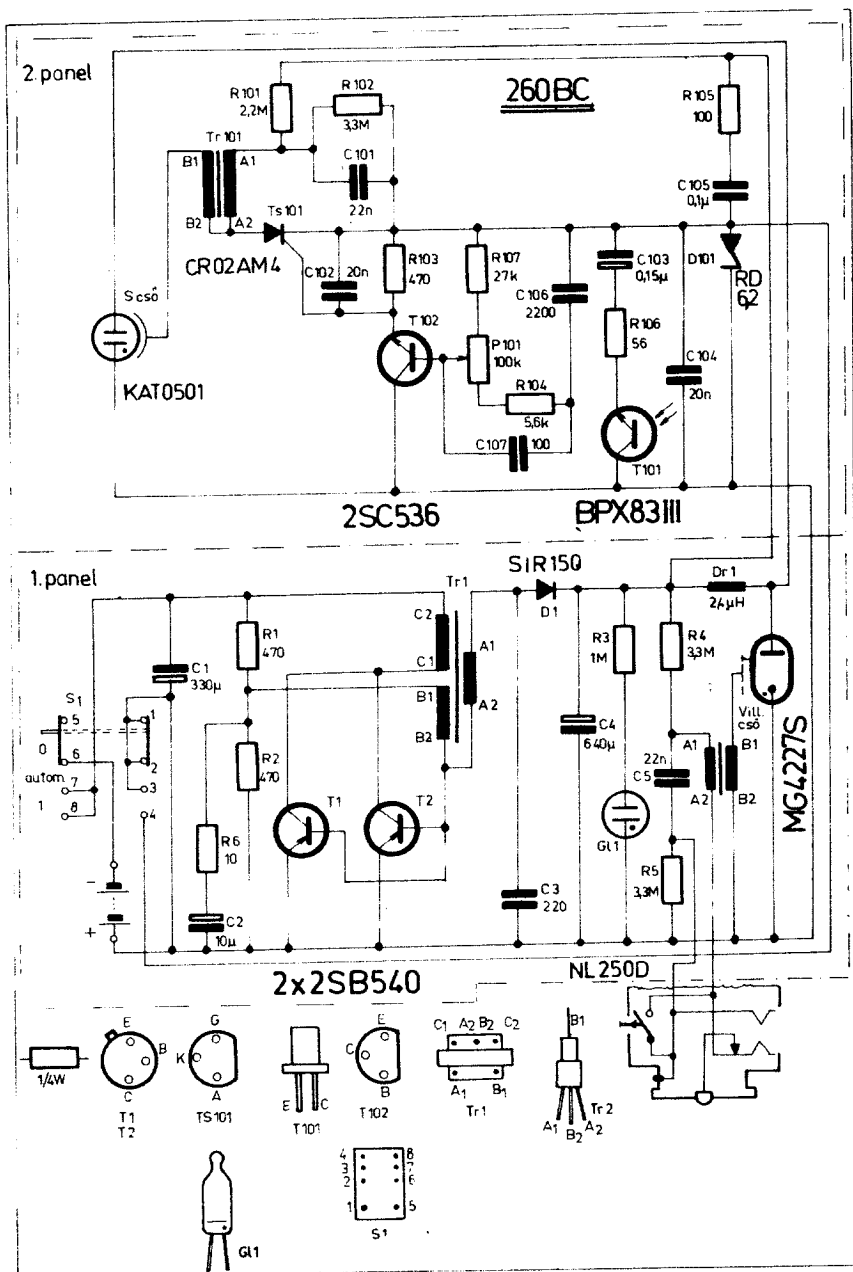 2.panel
260BC
R101
2,2M
R102
3,3M
Tr101
B1
A1
B2
A2
C101
22n
Ts101
CR02AM4
C102
20n
R103
470
R107
27k
C106
2200
C103
0,15µ
R105
100
C105
0,1µ
D101
RD
6,2
S cső
KAT0501
T102
P101
100k
R104
5,6k
C107
100
R106
56
C104
20n
T101
2SC536
BPX83III
1.panel
SIR150
D1
Tr1
C2
C1
B1
B2
A1
A2
Dr1
2,4µH
R1
470
R2
470
C1
330µ
S1
5
0
6
autom.
7
1
8
1
2
3
4
R3
1M
R4
3,3M
C4
640µ
22n
C5
A1
A2
B1
B2
Vill.
cső
MG4227S
T1
T2
R6
10
C2
10µ
C3
220
Gl1
R5
3,3M
-
+
2x2SB540
NL250D
1/4W
E
B
C
T1
T2
G
K
A
TS101
E
C
T101
E
C
B
T102
C1
A2
B2
C2
A1
B1
Tr1
B1
Tr2
A1
B2
A2
Gl1
4
3
2
1
8
7
6
5
S1